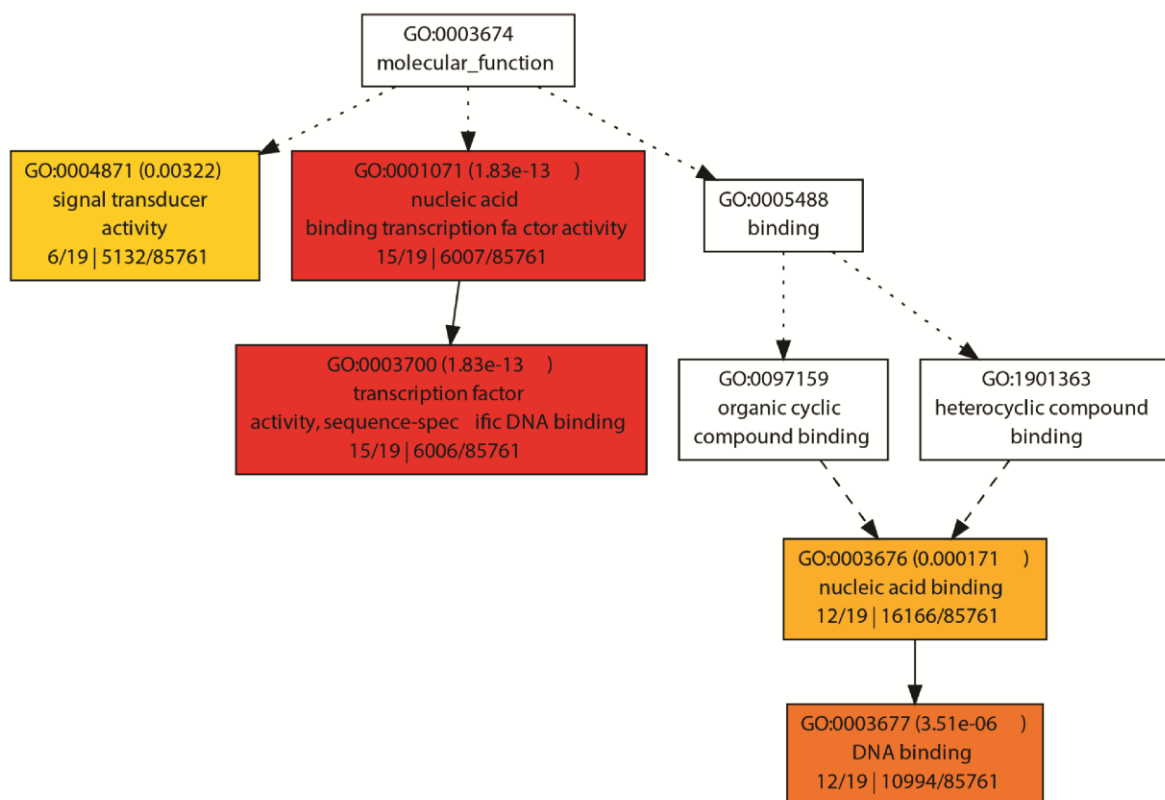 GO:0003674
molecular_function
GO:0004871 (0.00322)
signal transducer
activity
6/19 | 5132/85761
GO:0001071 (1.83e-13 )
nucleic acid
binding transcription fa ctor activity
15/19 | 6007/85761
GO:0005488
binding
GO:0003700 (1.83e-13 )
transcription factor
activity, sequence-spec ific DNA binding
15/19 | 6006/85761
GO:0097159
organic cyclic
compound binding
GO:1901363
heterocyclic compound
binding
GO:0003676 (0.000171 )
nucleic acid binding
12/19 | 16166/85761
GO:0003677 (3.51e-06 )
DNA binding
12/19 | 10994/85761